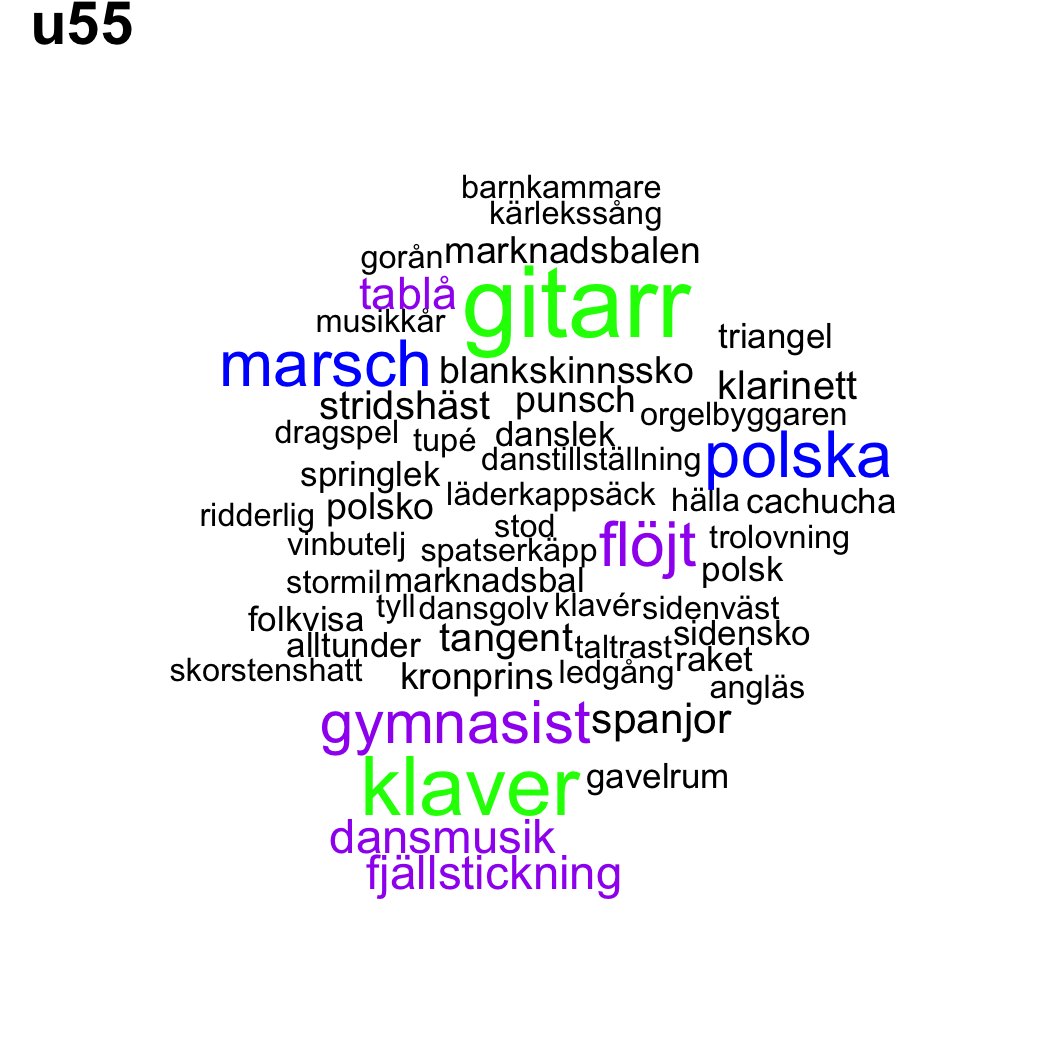 u55
barnkammare
kärlekssång
gorån marknadsbalen
tablå gitarr
musikkår triangel
marsch blankskinnssko klarinett
stridshäst punsch orgelbyggaren
dragspel tupé danslek polska
springlek danstillställning
ridderlig polsko läderkappsäck hälla cachucha
stod
vinbutelj spatserkäpp flöjt trolovning
stormil marknadsbal polsk
folkvisa tyll dansgolv klavér sidenväst
alltunder tangent taltrast sidensko
skorstenshatt kronprins ledgång raket
angläs
gymnasist spanjor
klaver gavelrum
dansmusik
fjällstickning